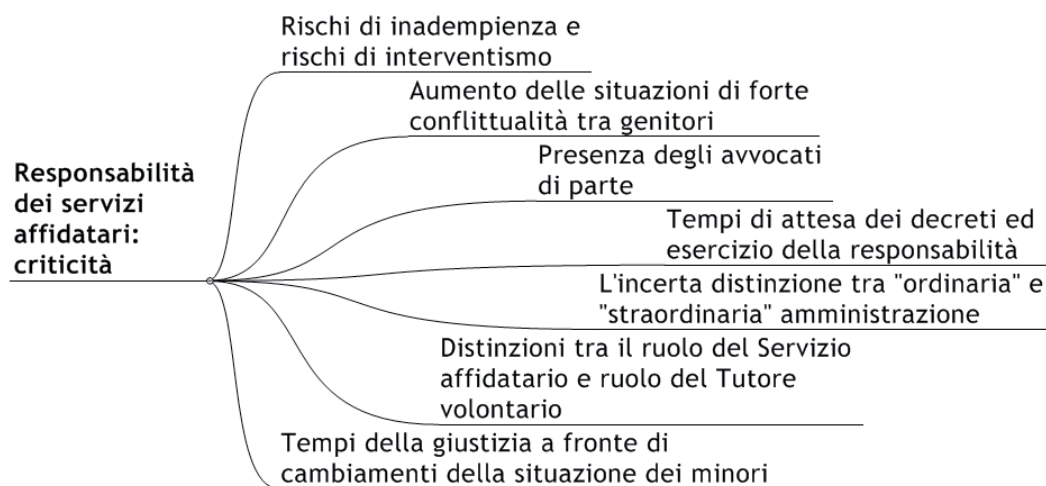 Responsabilità
dei servizi
affidatari:
criticità
Rischi di inadempienza e
rischi di interventismo
Aumento delle situazioni di forte
conflittualità tra genitori
Presenza degli avvocati
di parte
Tempi di attesa dei decreti ed
esercizio della responsabilità
L'incerta distinzione tra "ordinaria" e
"straordinaria" amministrazione
Distinzioni tra il ruolo del Servizio
affidatario e ruolo del Tutore
volontario
Tempi della giustizia a fronte di
cambiamenti della situazione dei minori